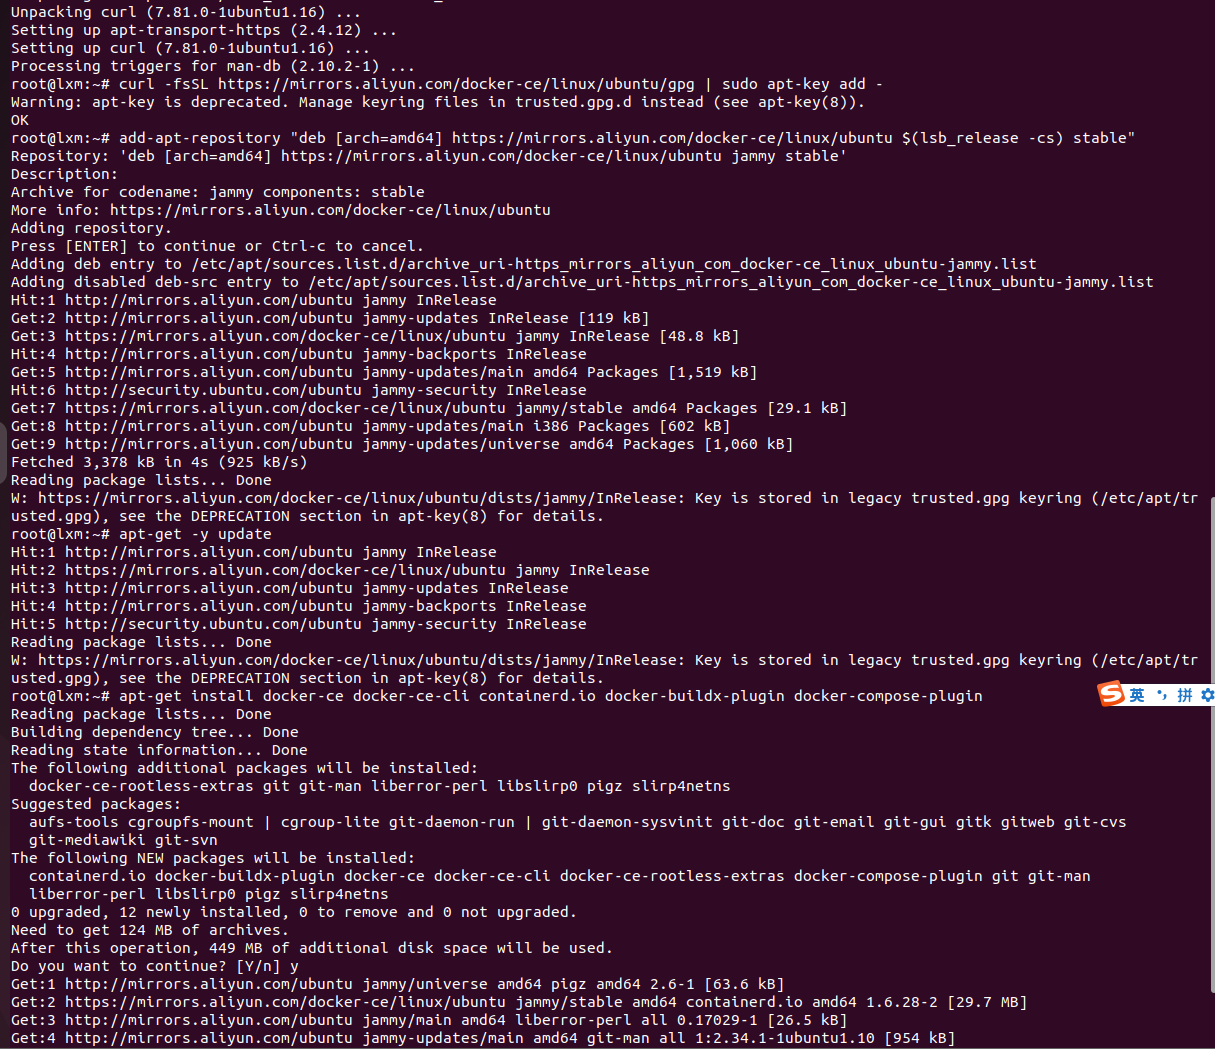 Unpacking curl (7.81.0-1ubuntu1.16) ...
Setting up apt-transport-https (2.4.12) ...
Setting up curl (7.81.0-1ubuntu1.16) ...
Processing triggers for man-db (2.10.2-1) ...
root@lxm:~# curl -fsSL https://mirrors.aliyun.com/docker-ce/linux/ubuntu/gpg | sudo apt-key add -
Warning: apt-key is deprecated. Manage keyring files in trusted.gpg.d instead (see apt-key(8)).
OK
root@lxm:~# add-apt-repository "deb [arch=amd64] https://mirrors.aliyun.com/docker-ce/linux/ubuntu $(lsb_release -cs) stable"
Repository: 'deb [arch=amd64] https://mirrors.aliyun.com/docker-ce/linux/ubuntu jammy stable'
Description:
Archive for codename: jammy components: stable
More info: https://mirrors.aliyun.com/docker-ce/linux/ubuntu
Adding repository.
Press [ENTER] to continue or Ctrl-c to cancel.
Adding deb entry to /etc/apt/sources.list.d/archive_uri-https_mirrors_aliyun_com_docker-ce_linux_ubuntu-jammy.list
Adding disabled deb-src entry to /etc/apt/sources.list.d/archive_uri-https_mirrors_aliyun_com_docker-ce_linux_ubuntu-jammy.list
Hit:1 http://mirrors.aliyun.com/ubuntu jammy InRelease
Get:2 http://mirrors.aliyun.com/ubuntu jammy-updates InRelease [119 kB]
Get:3 https://mirrors.aliyun.com/docker-ce/linux/ubuntu jammy InRelease [48.8 kB]
Hit:4 http://mirrors.aliyun.com/ubuntu jammy-backports InRelease
Get:5 http://mirrors.aliyun.com/ubuntu jammy-updates/main amd64 Packages [1,519 kB]
Hit:6 http://security.ubuntu.com/ubuntu jammy-security InRelease
Get:7 https://mirrors.aliyun.com/docker-ce/linux/ubuntu jammy/stable amd64 Packages [29.1 kB]
Get:8 http://mirrors.aliyun.com/ubuntu jammy-updates/main i386 Packages [602 kB]
Get:9 http://mirrors.aliyun.com/ubuntu jammy-updates/universe amd64 Packages [1,060 kB]
Fetched 3,378 kB in 4s (925 kB/s)
Reading package lists... Done
W: https://mirrors.aliyun.com/docker-ce/linux/ubuntu/dists/jammy/InRelease: Key is stored in legacy trusted.gpg keyring (/etc/apt/tr
usted.gpg), see the DEPRECATION section in apt-key(8) for details.
root@lxm:~# apt-get -y update
Hit:1 http://mirrors.aliyun.com/ubuntu jammy InRelease
Hit:2 https://mirrors.aliyun.com/docker-ce/linux/ubuntu jammy InRelease
Hit:3 http://mirrors.aliyun.com/ubuntu jammy-updates InRelease
Hit:4 http://mirrors.aliyun.com/ubuntu jammy-backports InRelease
Hit:5 http://security.ubuntu.com/ubuntu jammy-security InRelease
Reading package lists... Done
W: https://mirrors.aliyun.com/docker-ce/linux/ubuntu/dists/jammy/InRelease: Key is stored in legacy trusted.gpg keyring (/etc/apt/tr
usted.gpg), see the DEPRECATION section in apt-key(8) for details.
root@lxm:~# apt-get install docker-ce docker-ce-cli containerd.io docker-buildx-plugin docker-compose-plugin
英 拼
Reading package lists... Done
Building dependency tree... Done
Reading state information... Done
The following additional packages will be installed:
  docker-ce-rootless-extras git git-man liberror-perl libslirp0 pigz slirp4netns
Suggested packages:
  aufs-tools cgroupfs-mount | cgroup-lite git-daemon-run | git-daemon-sysvinit git-doc git-email git-gui gitk gitweb git-cvs
  git-mediawiki git-svn
The following NEW packages will be installed:
  containerd.io docker-buildx-plugin docker-ce docker-ce-cli docker-ce-rootless-extras docker-compose-plugin git git-man
  liberror-perl libslirp0 pigz slirp4netns
0 upgraded, 12 newly installed, 0 to remove and 0 not upgraded.
Need to get 124 MB of archives.
After this operation, 449 MB of additional disk space will be used.
Do you want to continue? [Y/n] y
Get:1 http://mirrors.aliyun.com/ubuntu jammy/universe amd64 pigz amd64 2.6-1 [63.6 kB]
Get:2 https://mirrors.aliyun.com/docker-ce/linux/ubuntu jammy/stable amd64 containerd.io amd64 1.6.28-2 [29.7 MB]
Get:3 http://mirrors.aliyun.com/ubuntu jammy/main amd64 liberror-perl all 0.17029-1 [26.5 kB]
Get:4 http://mirrors.aliyun.com/ubuntu jammy-updates/main amd64 git-man all 1:2.34.1-1ubuntu1.10 [954 kB]